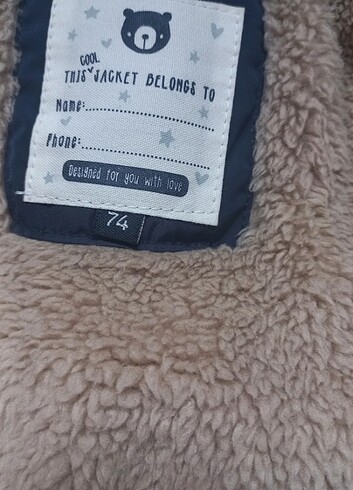 COOL
THIS JACKET BELONGS TO
Name:
Phone:
Designed for you with love
74